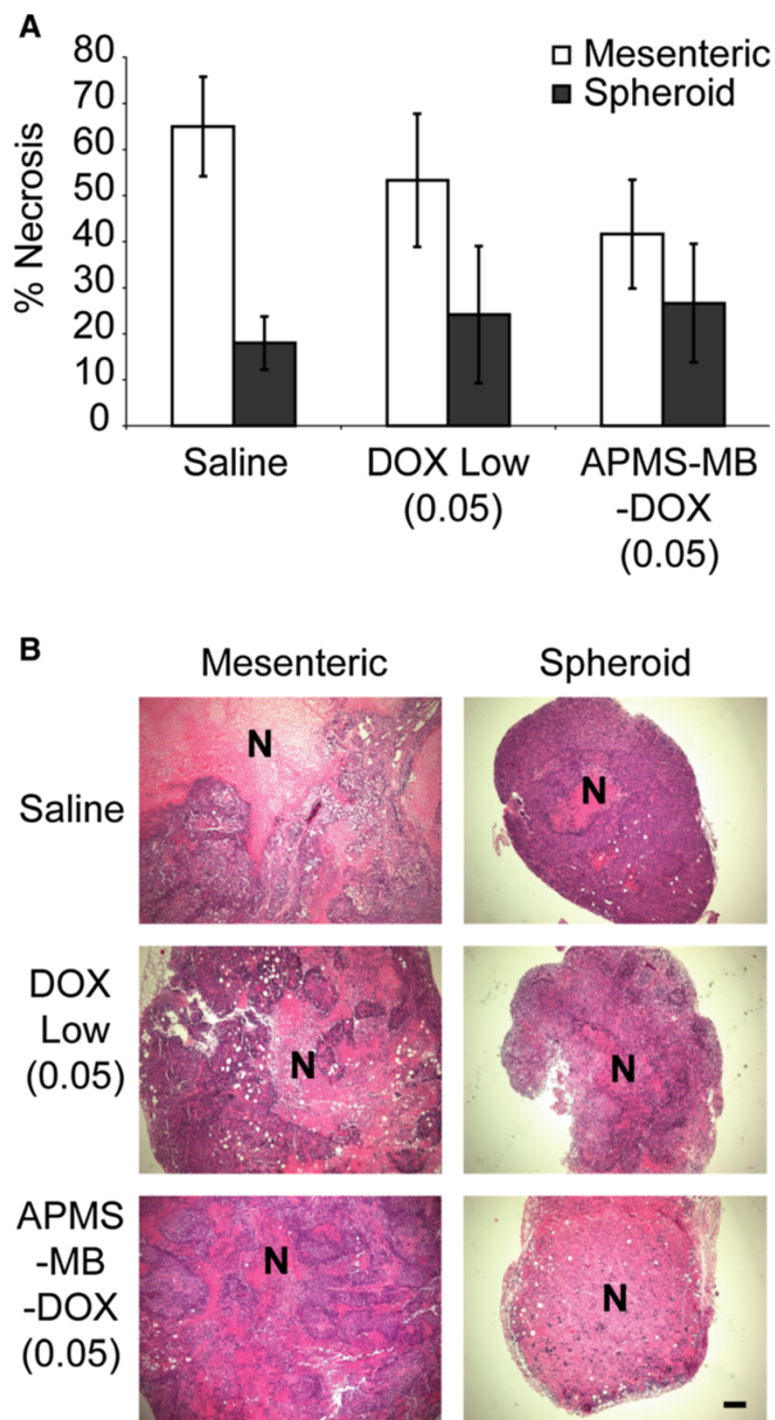 A
80
70
60
50
40
30
20
10
0
% Necrosis
Mesenteric
Spheroid
Saline
DOX Low
(0.05)
APMS-MB
-DOX
(0.05)
B
Mesenteric
Spheroid
Saline
N
N
DOX
Low
(0.05)
N
N
APMS
-MB
-DOX
(0.05)
N
N